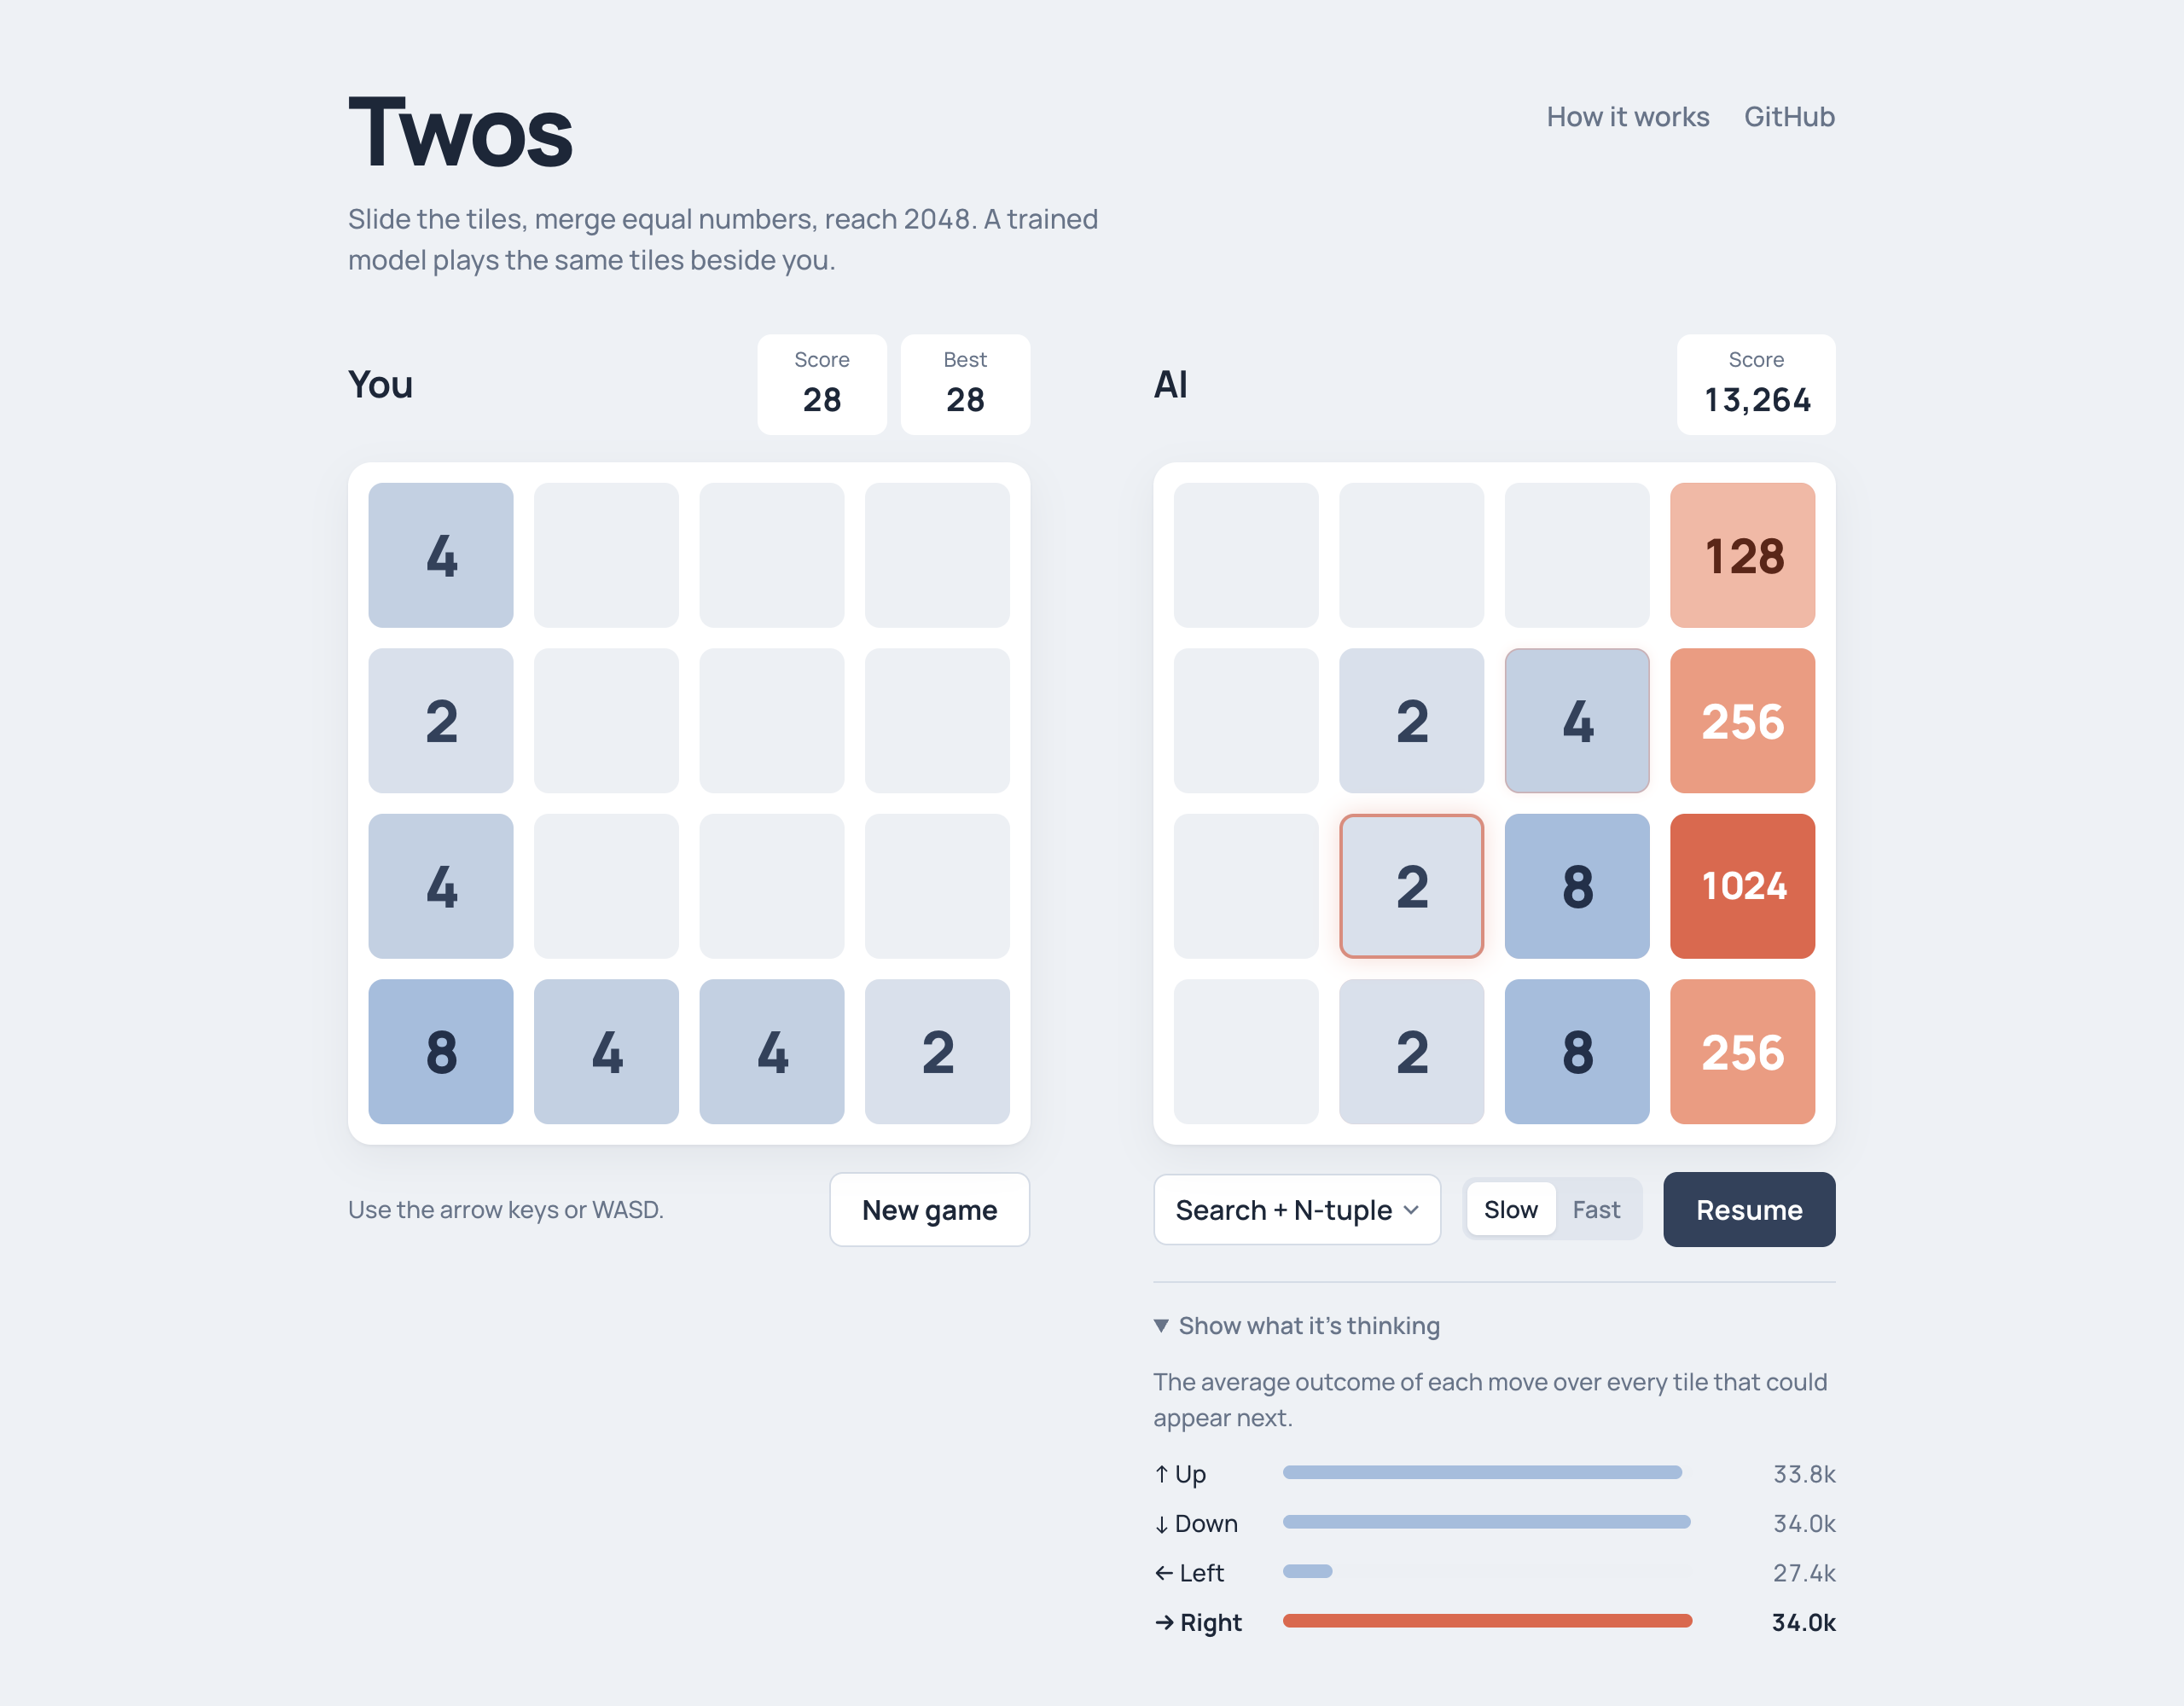 Twos
How it works GitHub
Slide the tiles, merge equal numbers, reach 2048. A trained
model plays the same tiles beside you.
You
Score
28
Best
28
4
2
4
8 4 4 2
Use the arrow keys or WASD.
New game
AI
Score
13,264
128
2 4 256
2 8 1024
2 8 256
Search + N-tuple
Slow Fast
Resume
▼ Show what it’s thinking
The average outcome of each move over every tile that could
appear next.
↑ Up 33.8k
↓ Down 34.0k
← Left 27.4k
→ Right 34.0k